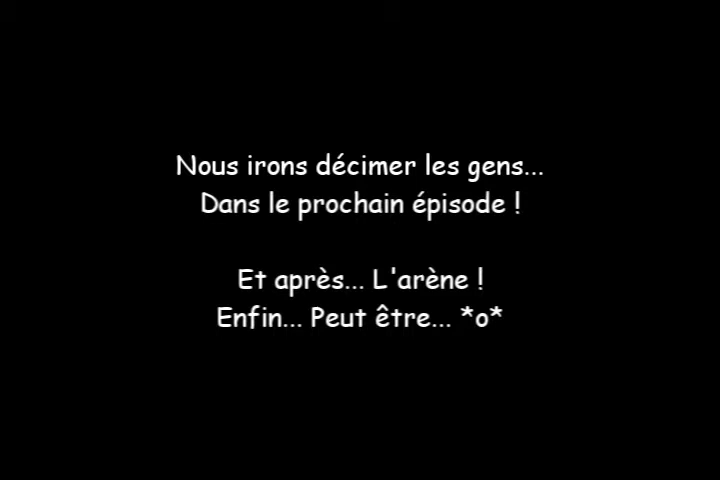 Nous irons décimer les gens...
Dans le prochain épisode !
Et après... L'arène !
Enfin... Peut être... *o*